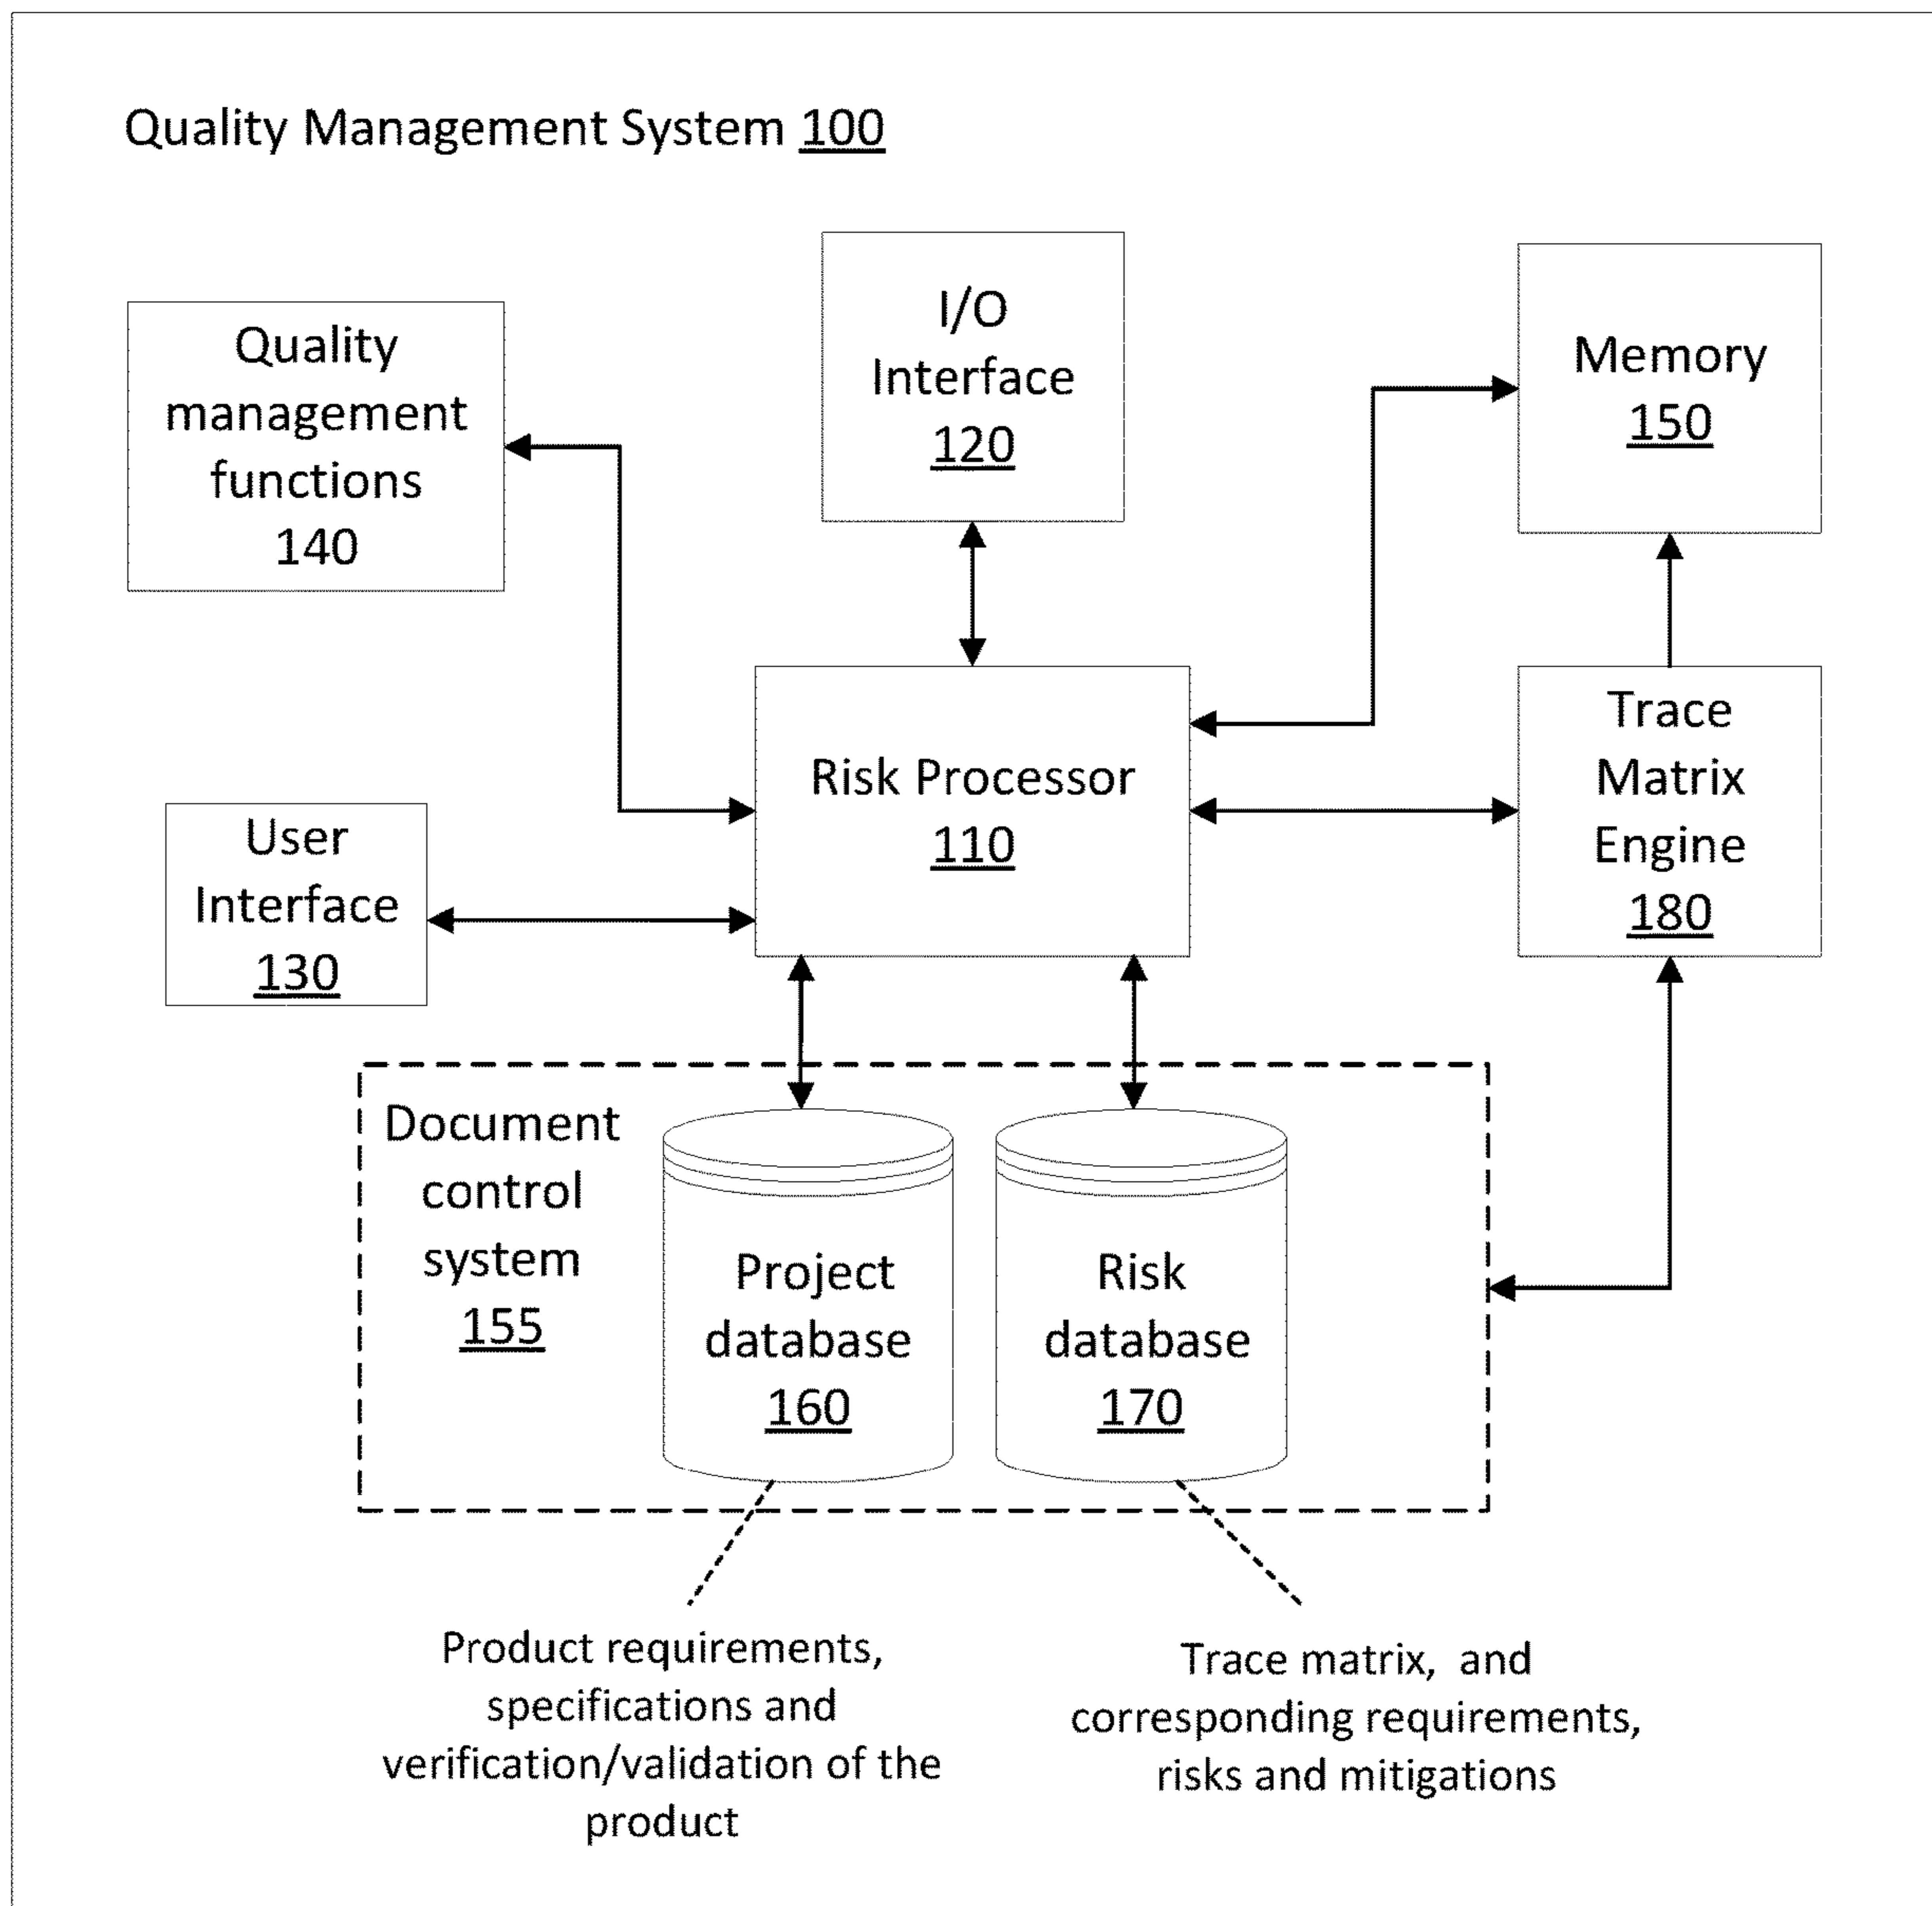 Quality Management System 100
Quality
management
functions
140
I/O
Interface
120
Memory
150
Risk Processor
110
Trace
Matrix
Engine
180
User
Interface
130
Document
control
system
155
Project
database
160
Risk
database
170
Product requirements,
specifications and
verification/validation of the
product
Trace matrix, and
corresponding requirements,
risks and mitigations